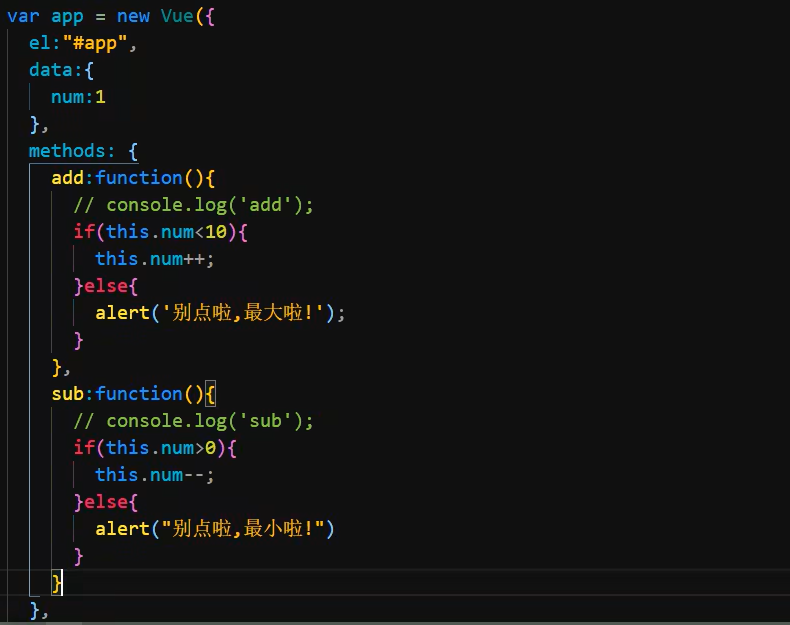 var app = new Vue({
el:"#app",
data:{
num:1
},
methods: {
add:function(){
// console.log('add');
if(this.num<10){
this.num++;
}else{
alert('别点啦,最大啦!');
}
},
sub:function(){
// console.log('sub');
if(this.num>0){
this.num--;
}else{
alert("别点啦,最小啦!")
}
}
},